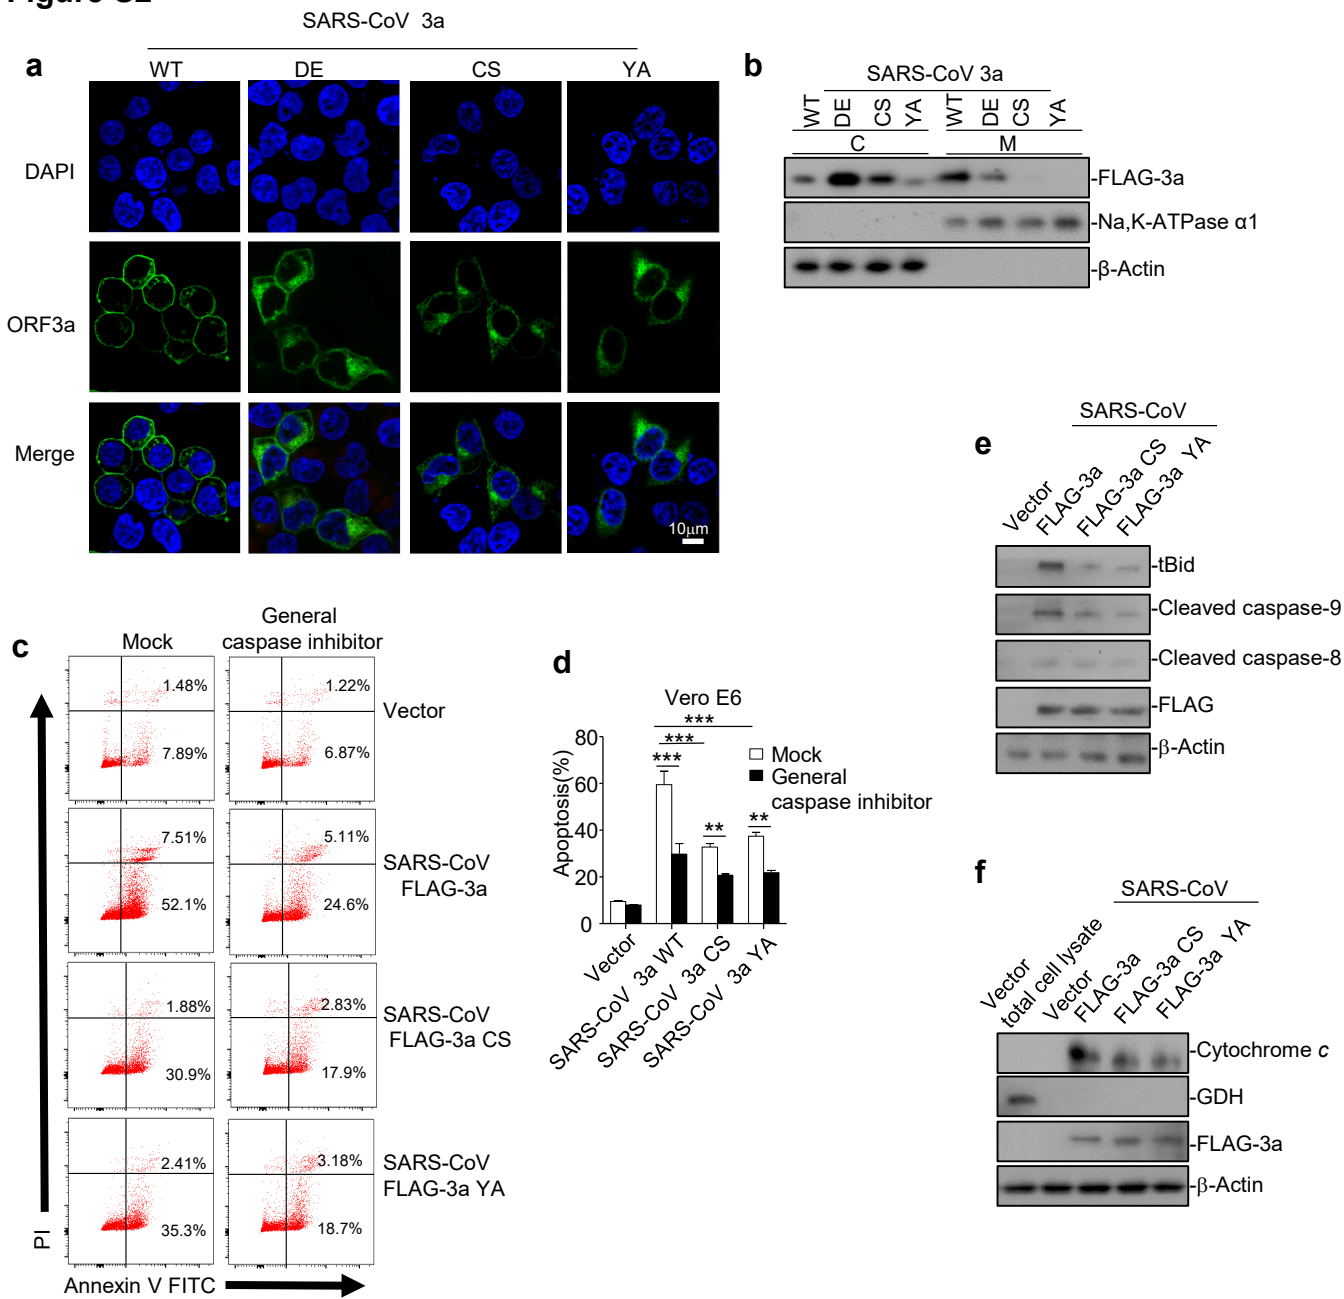 SARS-CoV 3a
a
WT
DE
CS
YA
DAPI
ORF3a
Merge
10μm
b
SARS-CoV 3a
WT
DE
CS
YA
WT
DE
CS
YA
C
M
-FLAG-3a
-Na,K-ATPase α1
-β-Actin
c
Mock
General
caspase inhibitor
1.48%
7.89%
1.22%
6.87%
Vector
7.51%
52.1%
5.11%
24.6%
SARS-CoV
FLAG-3a
1.88%
30.9%
2.83%
17.9%
SARS-CoV
FLAG-3a CS
2.41%
35.3%
3.18%
18.7%
SARS-CoV
FLAG-3a YA
PI
Annexin V FITC
d
Vero E6
Apoptosis(%)
80
60
40
20
0
***
***
***
**
**
Mock
General
caspase inhibitor
Vector
SARS-CoV 3a WT
SARS-CoV 3a CS
SARS-CoV 3a YA
e
SARS-CoV
Vector
FLAG-3a
FLAG-3a CS
FLAG-3a YA
-tBid
-Cleaved caspase-9
-Cleaved caspase-8
-FLAG
-β-Actin
f
SARS-CoV
Vector
total cell lysate
Vector
FLAG-3a
FLAG-3a CS
FLAG-3a YA
-Cytochrome c
-GDH
-FLAG-3a
-β-Actin